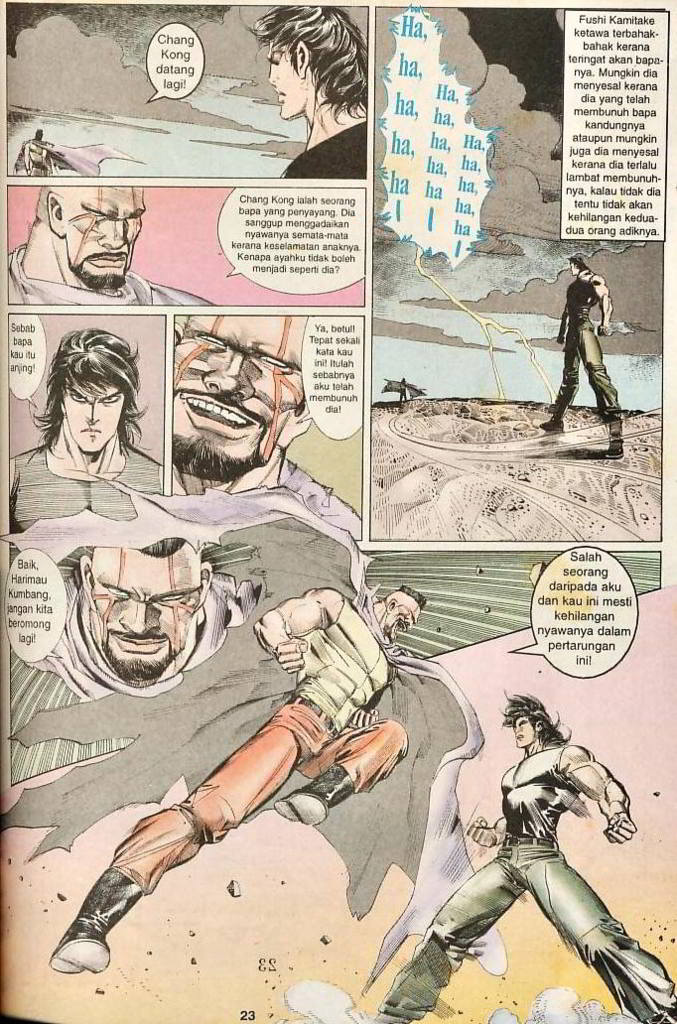 Chang
Kong
datang
lagi!
Ha,
ha,
ha,
ha,
ha
!
Ha,
ha,
ha,
ha,
ha
!
Ha,
ha,
ha,
ha,
ha
!
Fushi Kamitake
ketawa terbahak-
bahak kerana
teringat akan bapa-
nya. Mungkin dia
menyesal kerana
dia yang telah
membunuh bapa
kandungnya
ataupun mungkin
juga dia menyesal
kerana dia terlalu
lambat membunuh-
nya, kalau tidak dia
tentu tidak akan
kehilangan kedua-
dua orang adiknya.
Chang Kong ialah seorang
bapa yang penyayang. Dia
sanggup menggadaikan
nyawanya semata-mata
kerana keselamatan anaknya.
Kenapa ayahku tidak boleh
menjadi seperti dia?
Sebab
bapa
kau itu
anjing!
Ya, betul!
Tepat sekali
kata kau
ini! Itulah
sebabnya
aku telah
membunuh
dia!
Baik,
Harimau
Kumbang,
jangan kita
beromong
lagi!
Salah
seorang
daripada aku
dan kau ini mesti
kehilangan
nyawanya dalam
pertarungan
ini!
23
23